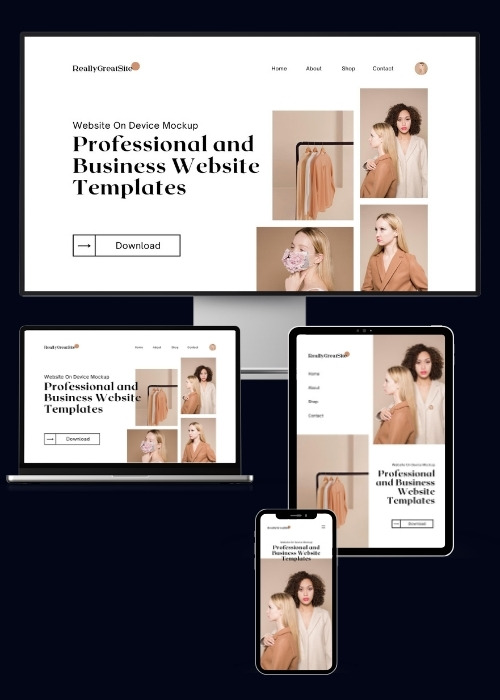 ReallyGreatSite
Home About Shop Contact
Website On Device Mockup
Professional and
Business Website
Templates
Download
ReallyGreatSite
Home About Shop Contact
Website On Device Mockup
Professional and
Business Website
Templates
Download
ReallyGreatSite
Home
About
Shop
Contact
Website On Device Mockup
Professional
and Business
Website
Templates
Download
ReallyGreatSite
Website On Device Mockup
Professional and
Business Website
Templates